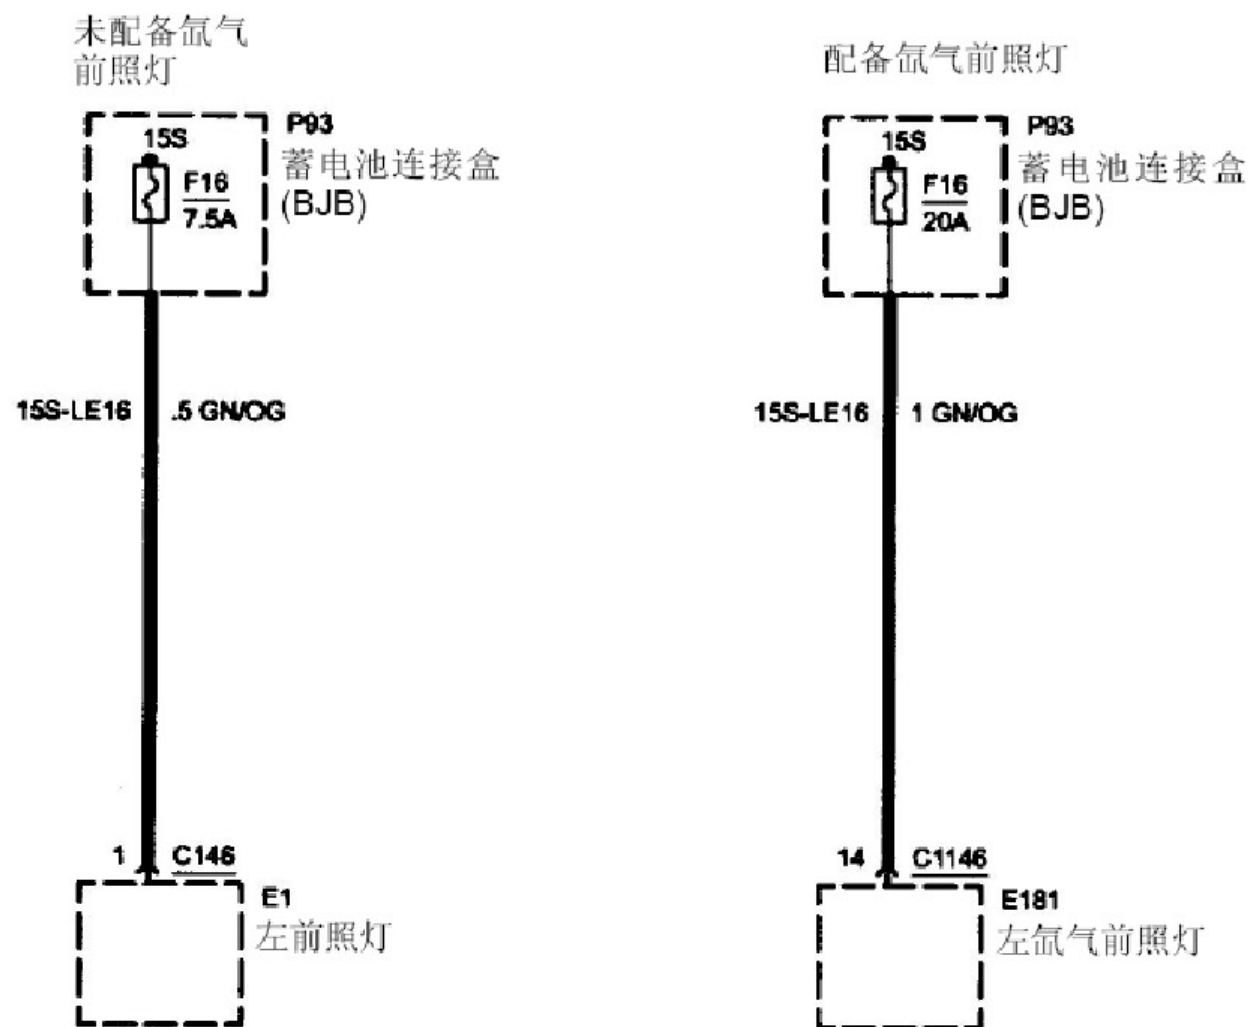 未配备氙气
前照灯
15S
F16
7.5A
P93
蓄电池连接盒
(BJB)
15S-LE16 .5 GN/OG
1 C146
E1
左前照灯
配备氙气前照灯
15S
F16
20A
P93
蓄电池连接盒
(BJB)
15S-LE16 1 GN/OG
14 C1146
E181
左氙气前照灯